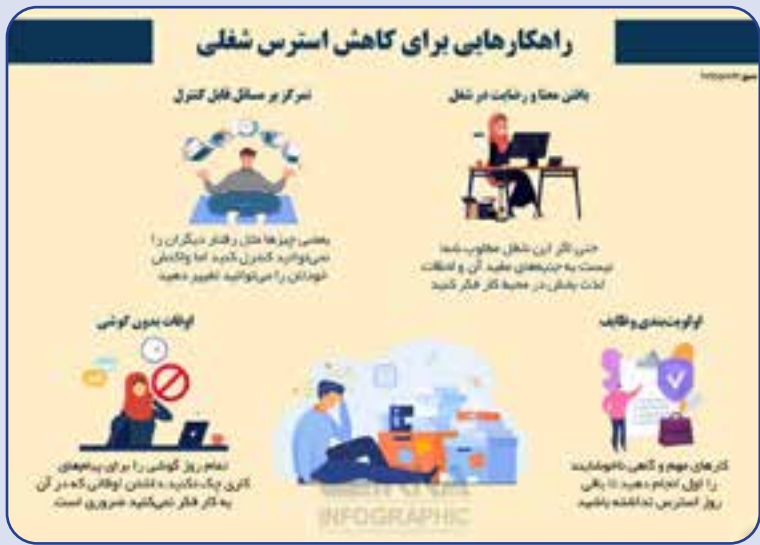 راهکارهایی برای کاهش استرس شغلی
یافتن معنا و رضایت در شغل
حتی اگر این شغل مطلوب شما
نیست به جنبه‌های مفید آن و لحظات
لذت بخش در محیط کار فکر کنید
تمرکز بر مسائل قابل کنترل
بعضی چیزها مثل رفتار دیگران را
نمی‌توانید کنترل کنید اما واکنش
خودتان را می‌توانید تغییر دهید
اولویت‌بندی وظایف
کارهای مهم و گاهی ناخوشایند
را اول انجام دهید تا باقی
روز استرس نداشته باشید
اوقات بدون گوشی
تمام روز گوشی را برای پیام‌های
کاری چک نکنید، داشتن اوقاتی که در آن
به کار فکر نمی‌کنید ضروری است
INFOGRAPHIC